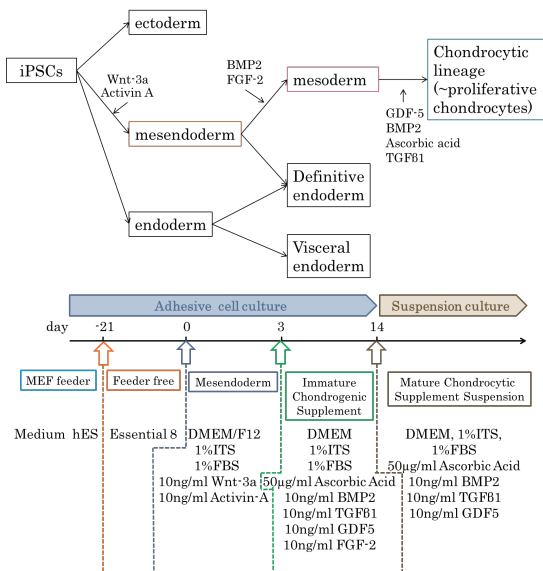 ectoderm
iPSCs
Wnt-3a
Activin A
mesendoderm
BMP2
FGF-2
mesoderm
Chondrocytic
lineage
(~proliferative
chondrocytes)
GDF-5
BMP2
Ascorbic acid
TGFβ1
Definitive
endoderm
endoderm
Visceral
endoderm
Adhesive cell culture
Suspension culture
day
-21
0
3
14
MEF feeder
Feeder free
Mesendoderm
Immature
Chondrogenic
Supplement
Mature Chondrocytic
Supplement Suspension
Medium hES
Essential 8
DMEM/F12
1%ITS
1%FBS
10ng/ml Wnt-3a
10ng/ml Activin-A
DMEM
1%ITS
1%FBS
50μg/ml Ascorbic Acid
10ng/ml BMP2
10ng/ml TGFβ1
10ng/ml GDF5
10ng/ml FGF-2
DMEM, 1%ITS,
1%FBS
50μg/ml Ascorbic Acid
10ng/ml BMP2
10ng/ml TGFβ1
10ng/ml GDF5